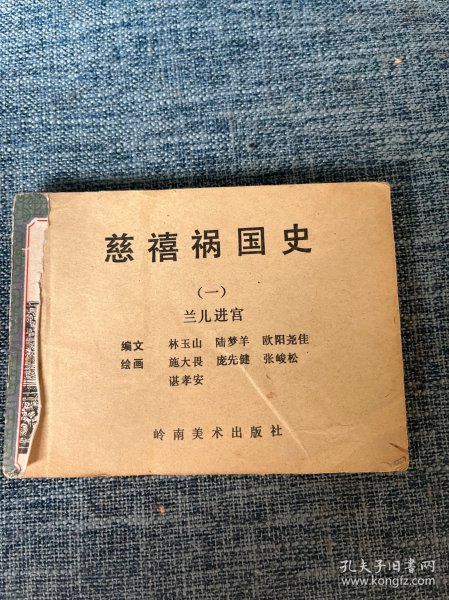 慈禧祸国史
(一)
兰儿进宫
编文 林玉山 陆梦羊 欧阳尧佳
绘画 施大畏 庞先健 张峻松
谌孝安
岭南美术出版社
孔夫子旧书网
www.kongfz.com